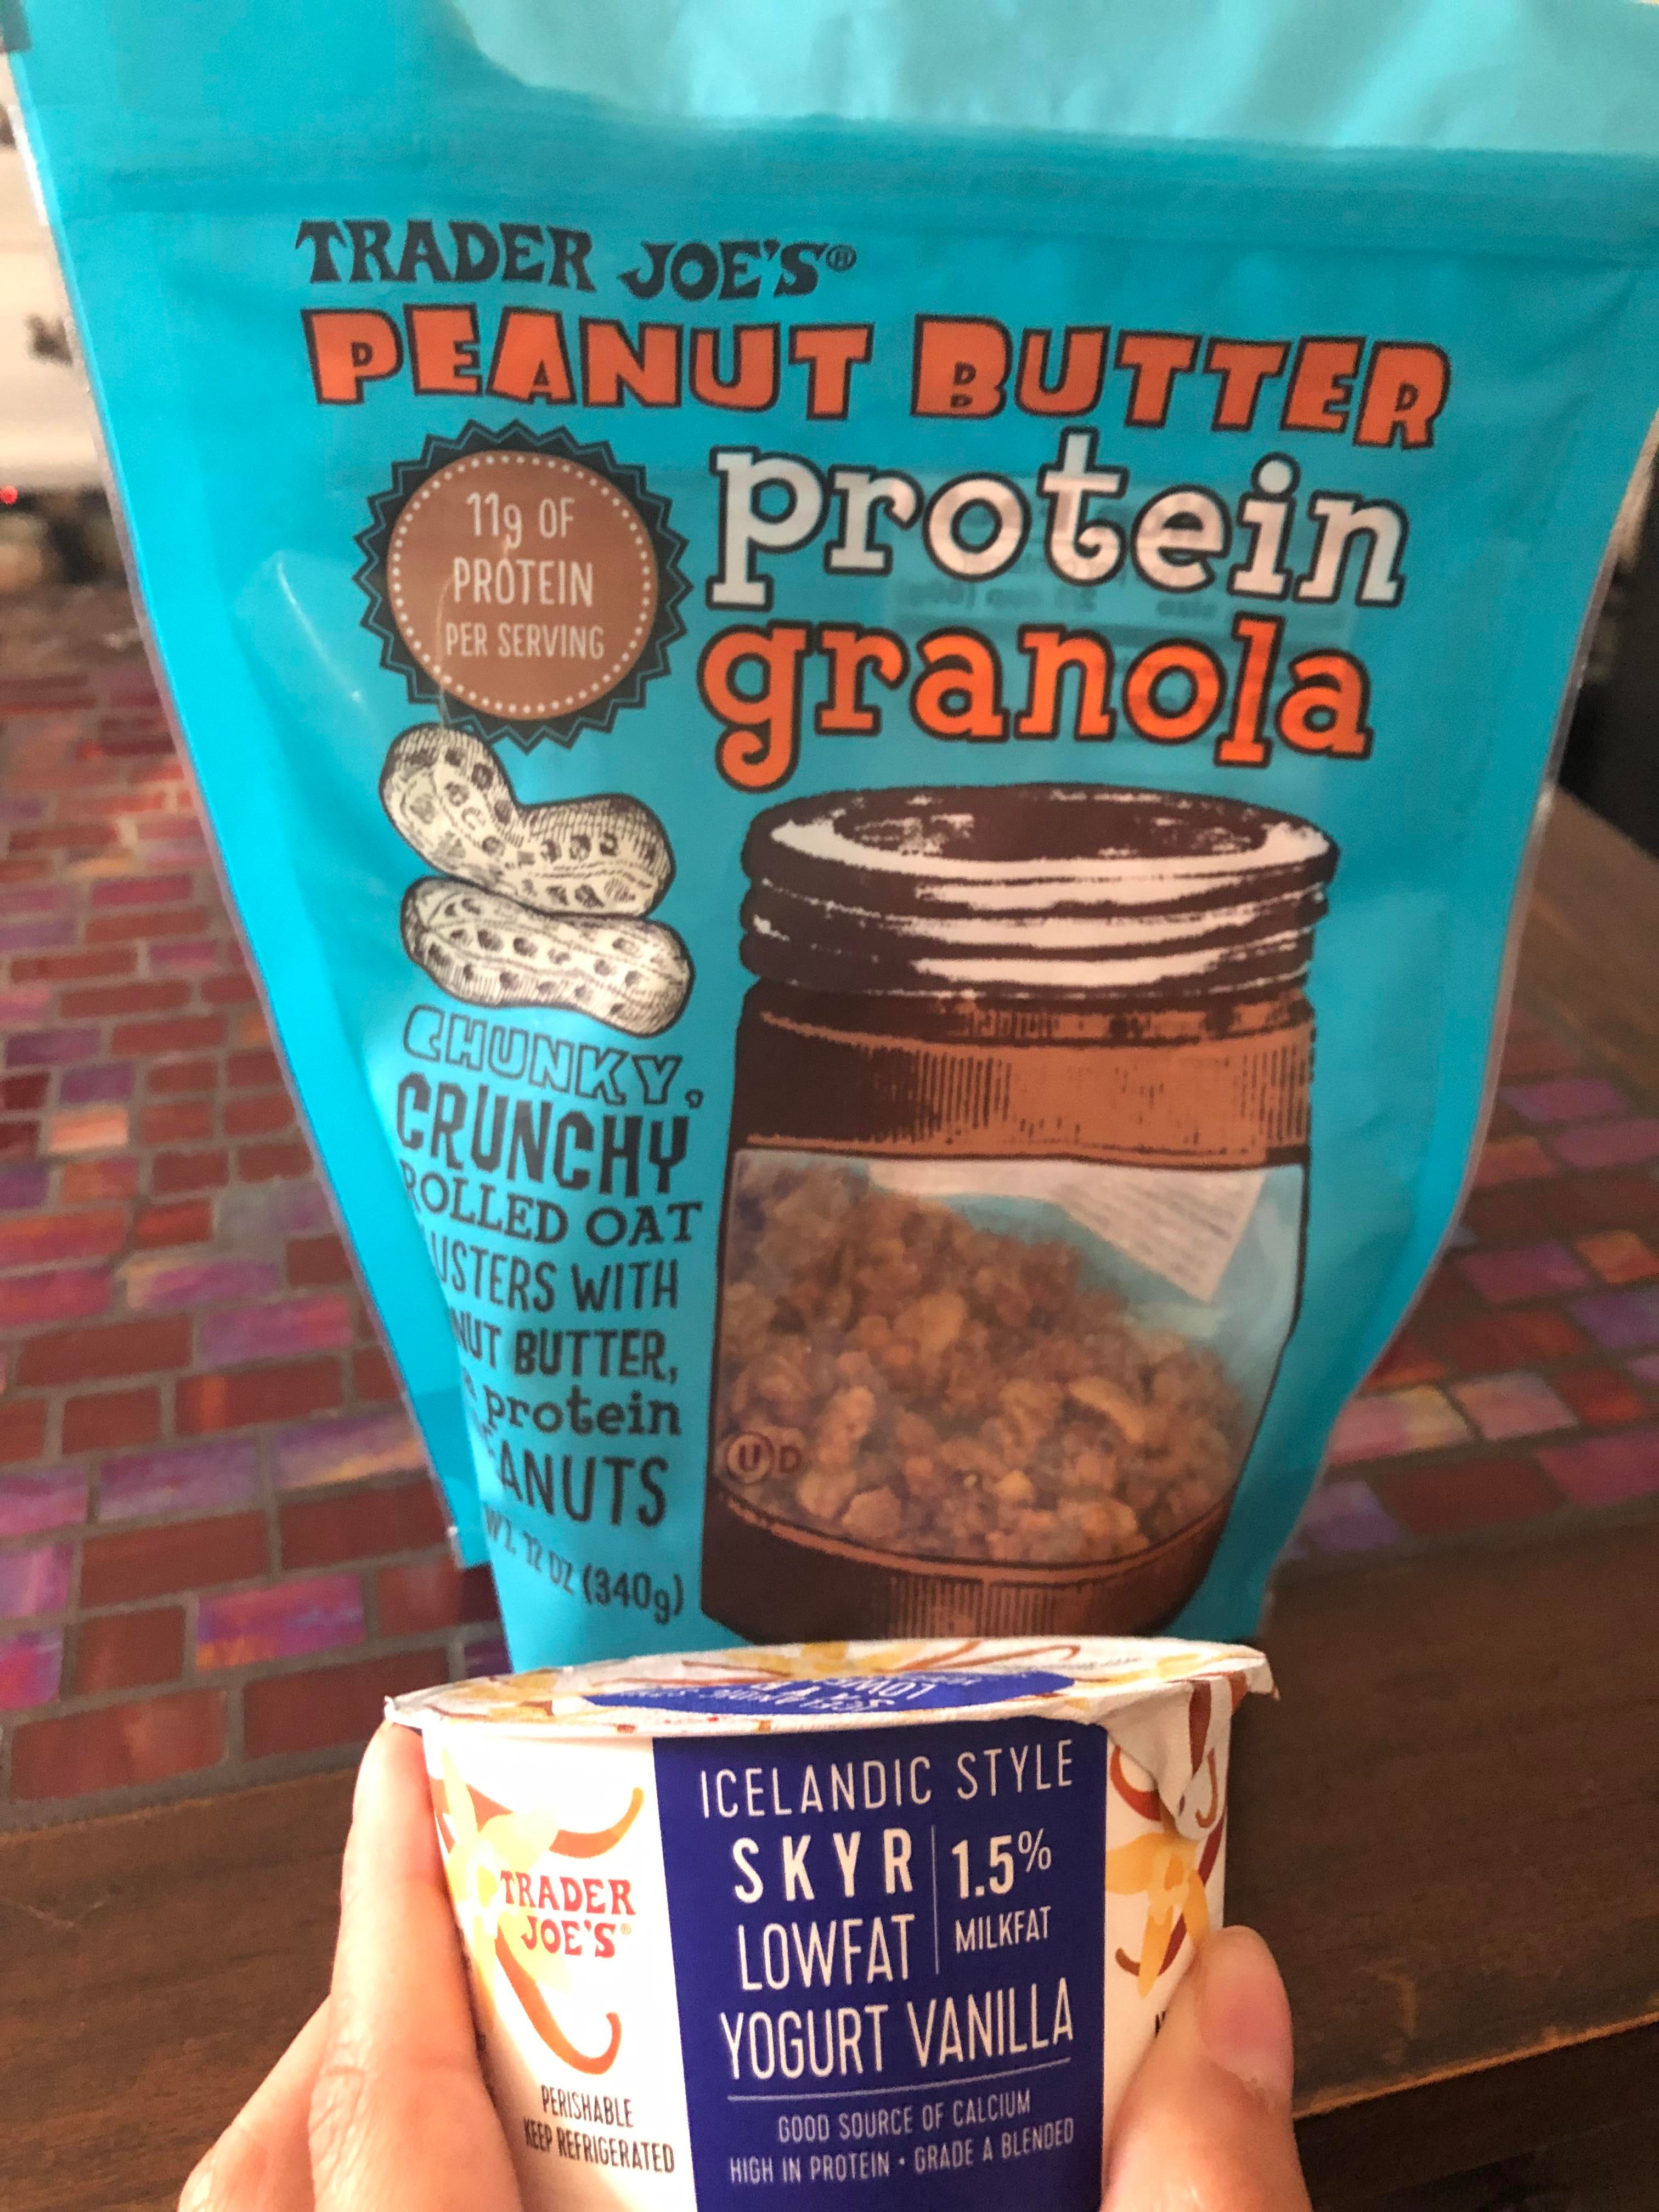 TRADER JOE'S®
PEANUT BUTTER
protein
granola
11g OF
PROTEIN
PER SERVING
CHUNKY,
CRUNCHY
ROLLED OAT
USTERS WITH
NUT BUTTER,
protein
ANUTS
12 OZ (340g)
U D
ICELANDIC STYLE
SKYR
LOWFAT
1.5%
MILKFAT
YOGURT VANILLA
GOOD SOURCE OF CALCIUM
HIGH IN PROTEIN • GRADE A BLENDED
TRADER
JOE'S®
PERISHABLE
KEEP REFRIGERATED